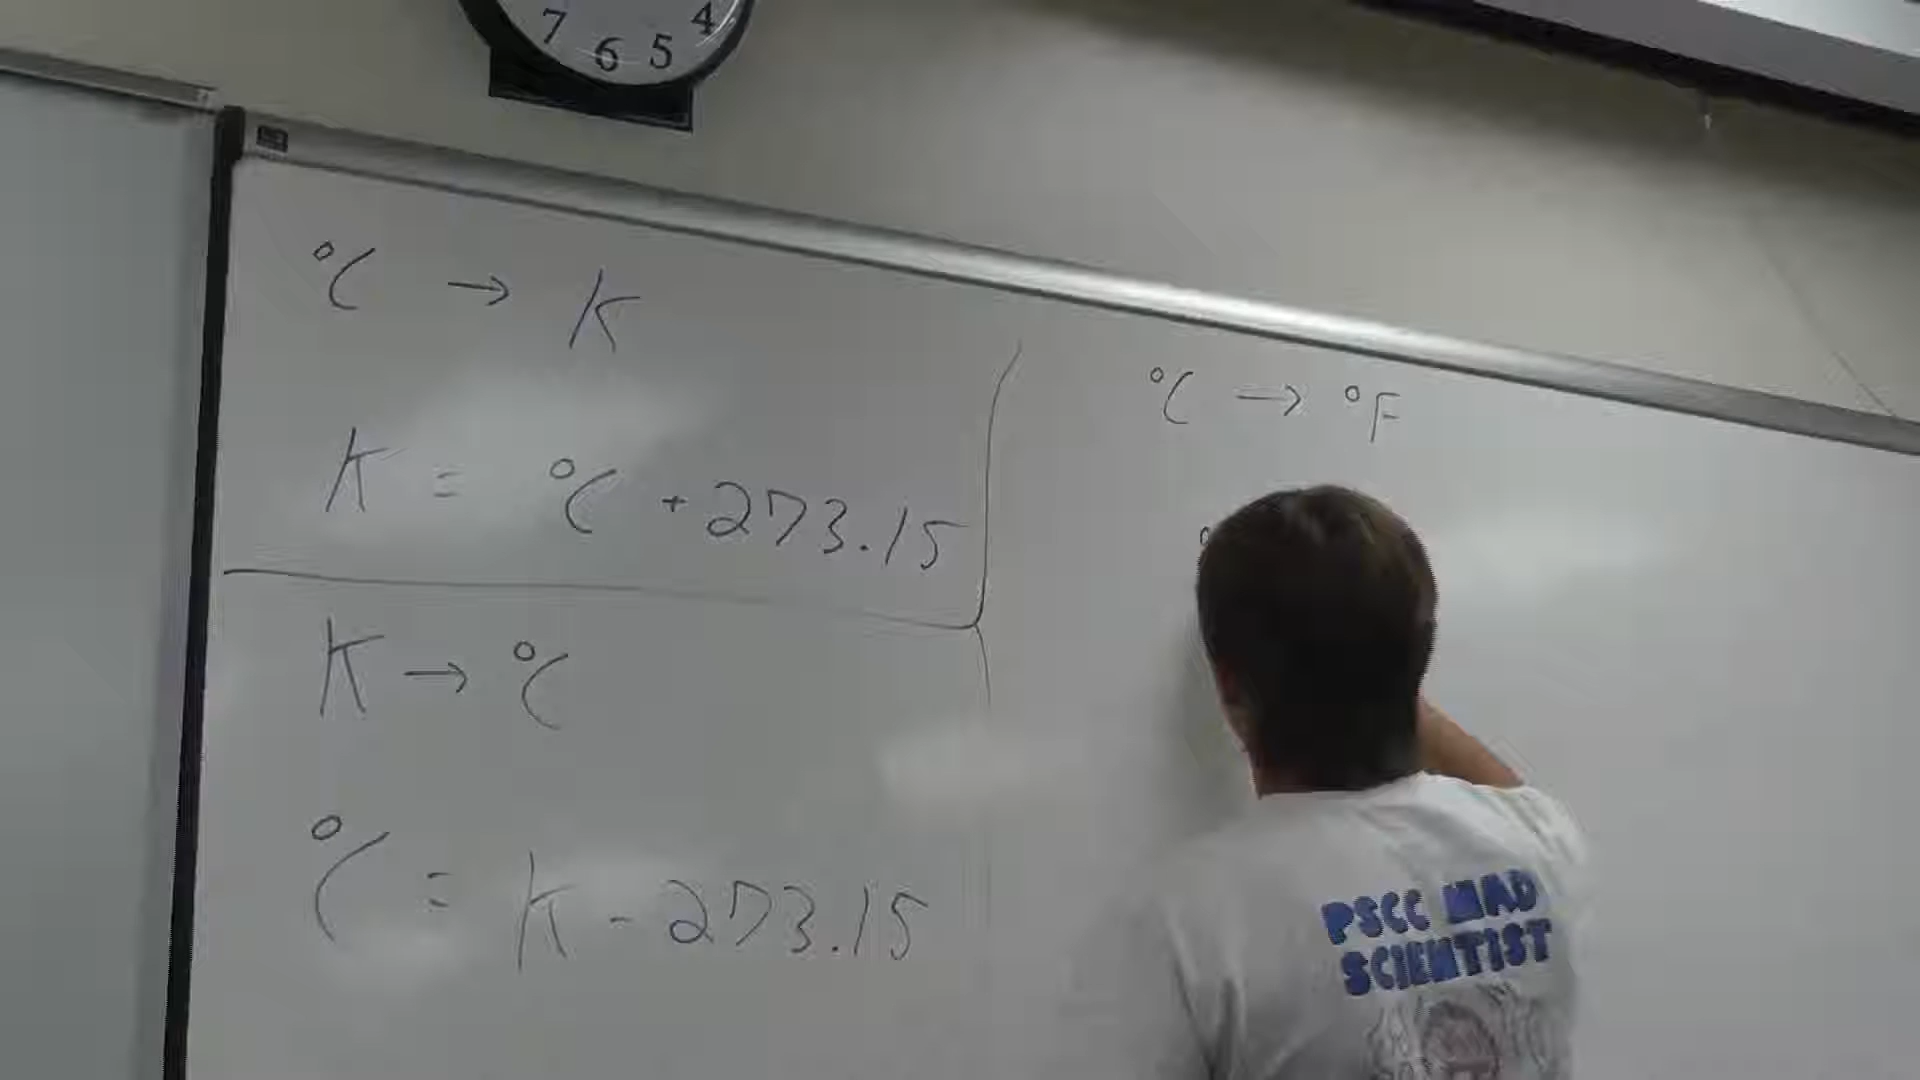 7 6 5 4
°C → K
K = °C + 273.15
K → °C
°C = K - 273.15
°C → °F
PSCC MAD
SCIENTIST